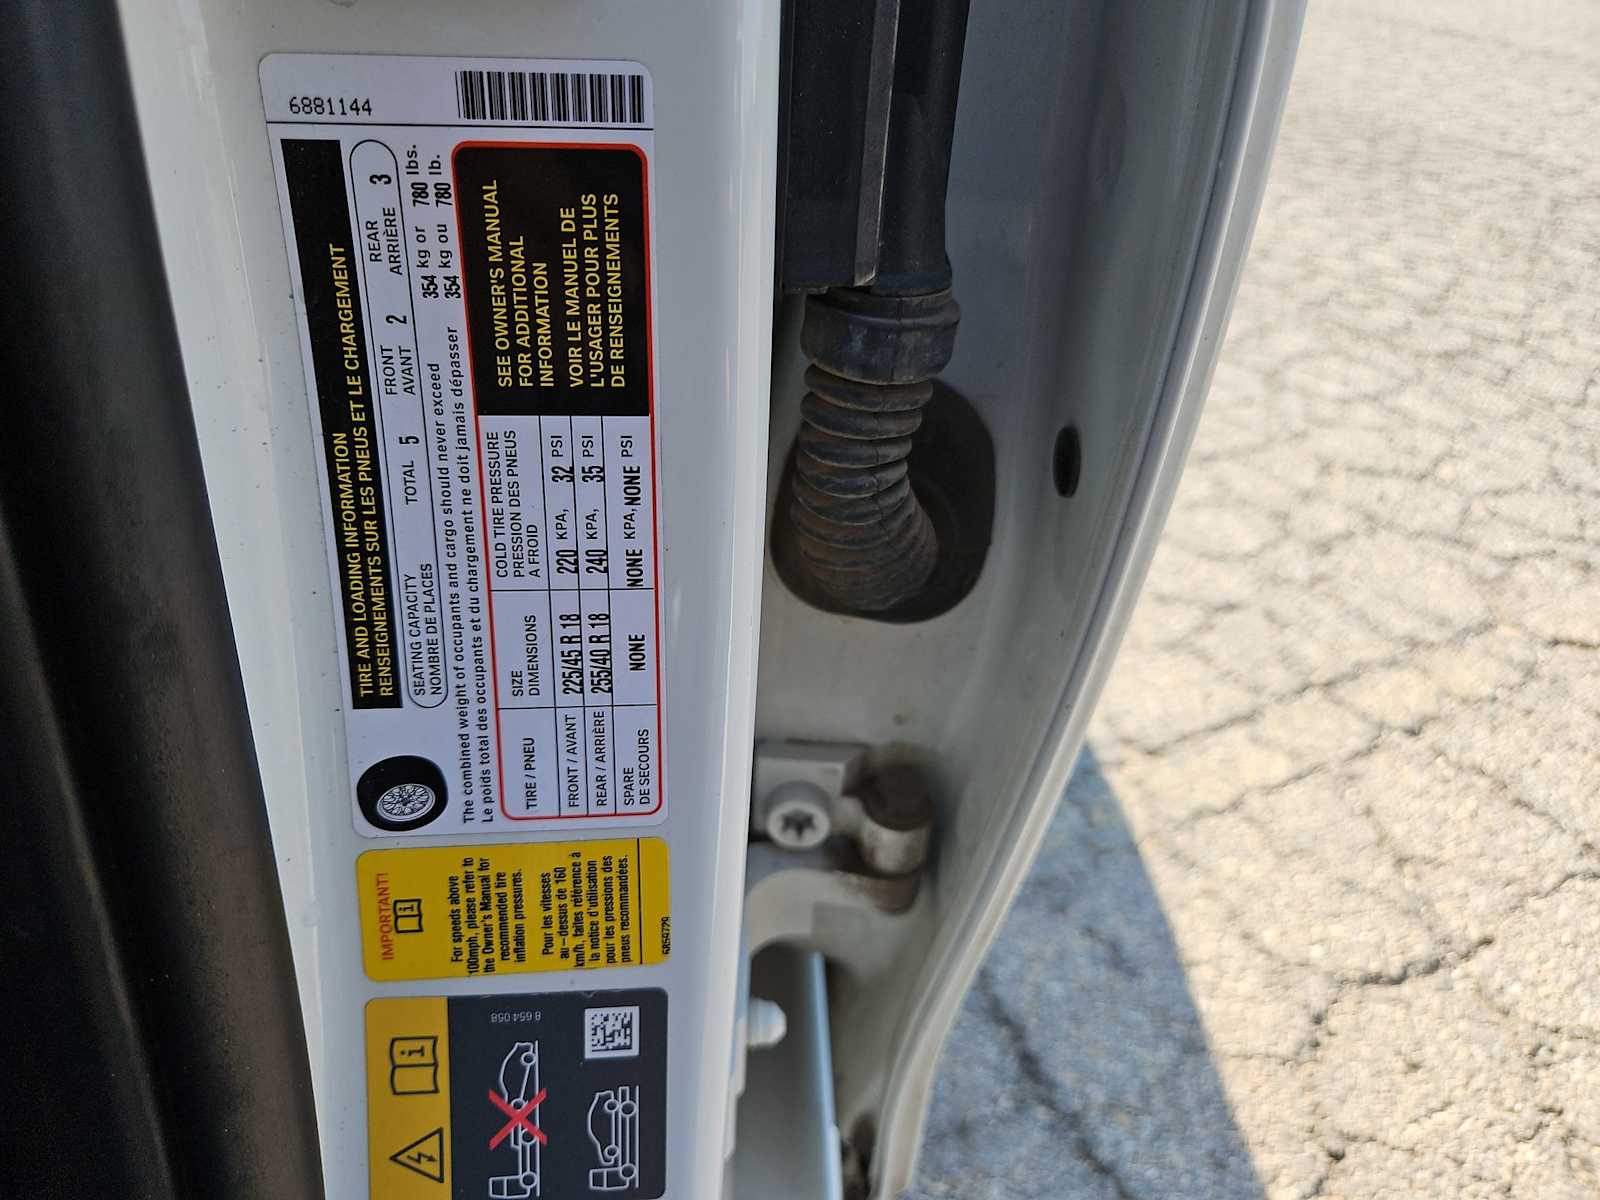 6881144
TIRE AND LOADING INFORMATION
RENSEIGNEMENTS SUR LES PNEUS ET LE CHARGEMENT
SEATING CAPACITY TOTAL 5 FRONT 2 REAR 3
NOMBRE DE PLACES AVANT ARRIÈRE
The combined weight of occupants and cargo should never exceed 354 kg or 780 lbs.
Le poids total des occupants et du chargement ne doit jamais dépasser 354 kg ou 780 lb.
TIRE / PNEU
SIZE
DIMENSIONS
COLD TIRE PRESSURE
PRESSION DES PNEUS
A FROID
FRONT / AVANT 225/45 R 18 220 KPA, 32 PSI
REAR / ARRIÈRE 255/40 R 18 240 KPA, 35 PSI
SPARE
DE SECOURS NONE NONE KPA, NONE PSI
SEE OWNER'S MANUAL
FOR ADDITIONAL
INFORMATION
VOIR LE MANUEL DE
L'USAGER POUR PLUS
DE RENSEIGNEMENTS
IMPORTANT!
For speeds above
100mph, please refer to
the Owner's Manual for
recommended tire
inflation pressures.
Pour les vitesses
au-dessus de 160
km/h, faites référence à
la notice d'utilisation
pour les pressions des
pneus recommandées.
6859729
8 654 058